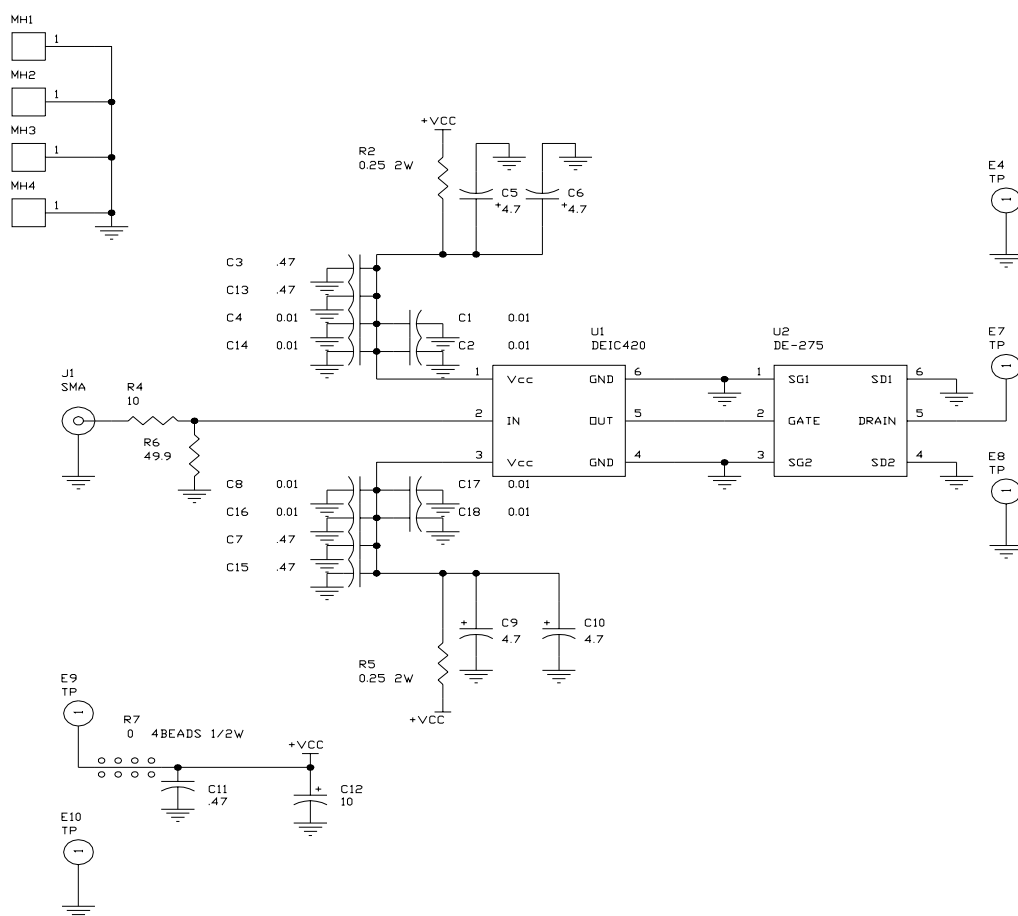 MH1
1
MH2
1
MH3
1
MH4
1
+VCC
R2
0.25 2W
C5
+4.7
C6
+4.7
E4
TP
1
C3 .47
C13 .47
C4 0.01
C14 0.01
C1 0.01
C2 0.01
U1
DEIC420
U2
DE-275
E7
TP
1
J1
SMA
R4
10
R6
49.9
1 Vcc GND 6
2 IN OUT 5
3 Vcc GND 4
1 SG1 SD1 6
2 GATE DRAIN 5
3 SG2 SD2 4
E8
TP
1
C8 0.01
C16 0.01
C7 .47
C15 .47
C17 0.01
C18 0.01
+
C9
4.7
+
C10
4.7
R5
0.25 2W
+VCC
E9
TP
1
R7
0 4BEADS 1/2W
+VCC
C11
.47
+
C12
10
E10
TP
1